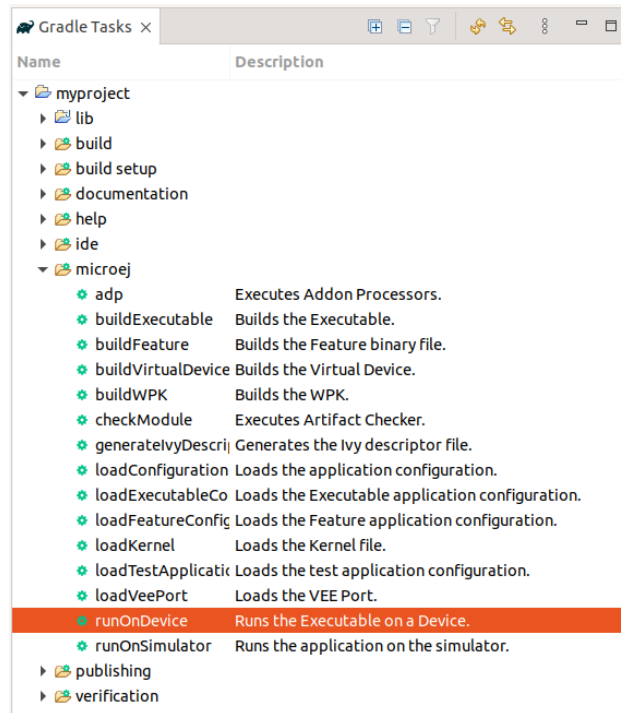 Gradle Tasks
Name Description
myproject
lib
build
build setup
documentation
help
ide
microej
adp Executes Addon Processors.
buildExecutable Builds the Executable.
buildFeature Builds the Feature binary file.
buildVirtualDevice Builds the Virtual Device.
buildWPK Builds the WPK.
checkModule Executes Artifact Checker.
generateIvyDescri Generates the Ivy descriptor file.
loadConfiguration Loads the application configuration.
loadExecutableCo Loads the Executable application configuration.
loadFeatureConfig Loads the Feature application configuration.
loadKernel Loads the Kernel file.
loadTestApplicatic Loads the test application configuration.
loadVeePort Loads the VEE Port.
runOnDevice Runs the Executable on a Device.
runOnSimulator Runs the application on the simulator.
publishing
verification